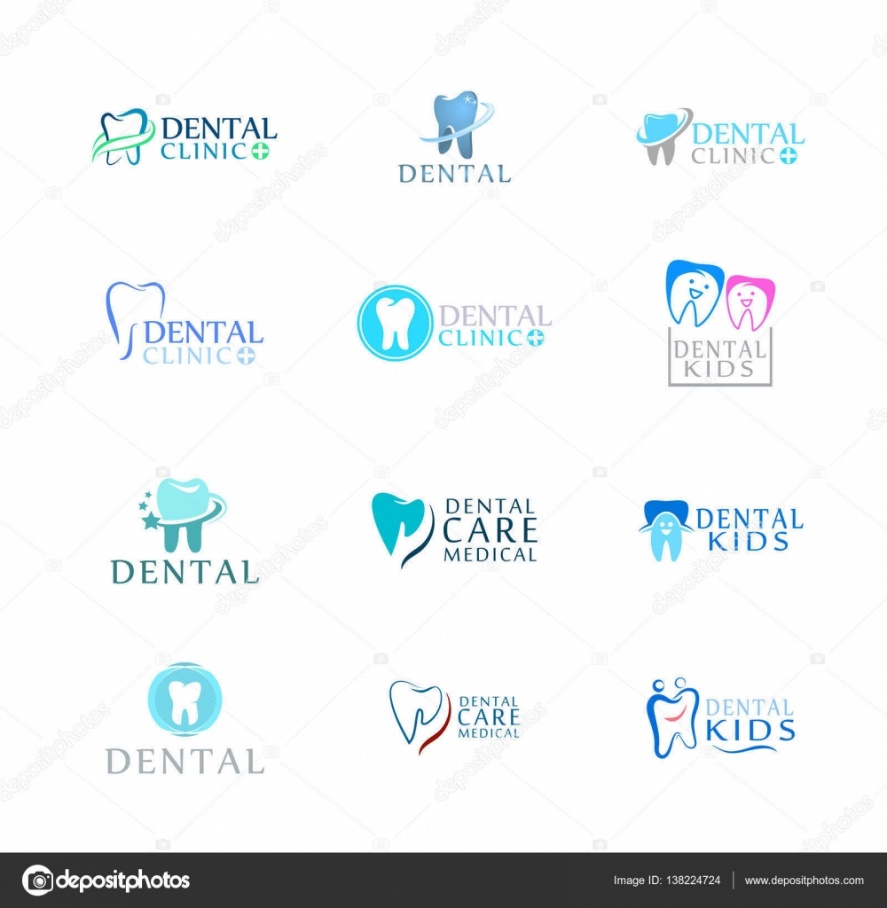 DENTAL
CLINIC
DENTAL
DENTAL
CLINIC
DENTAL
CLINIC
DENTAL
CLINIC
DENTAL
KIDS
DENTAL
DENTAL
CARE
MEDICAL
DENTAL
KIDS
DENTAL
DENTAL
CARE
MEDICAL
DENTAL
KIDS
depositphotos
Image ID: 138224724
www.depositphotos.com